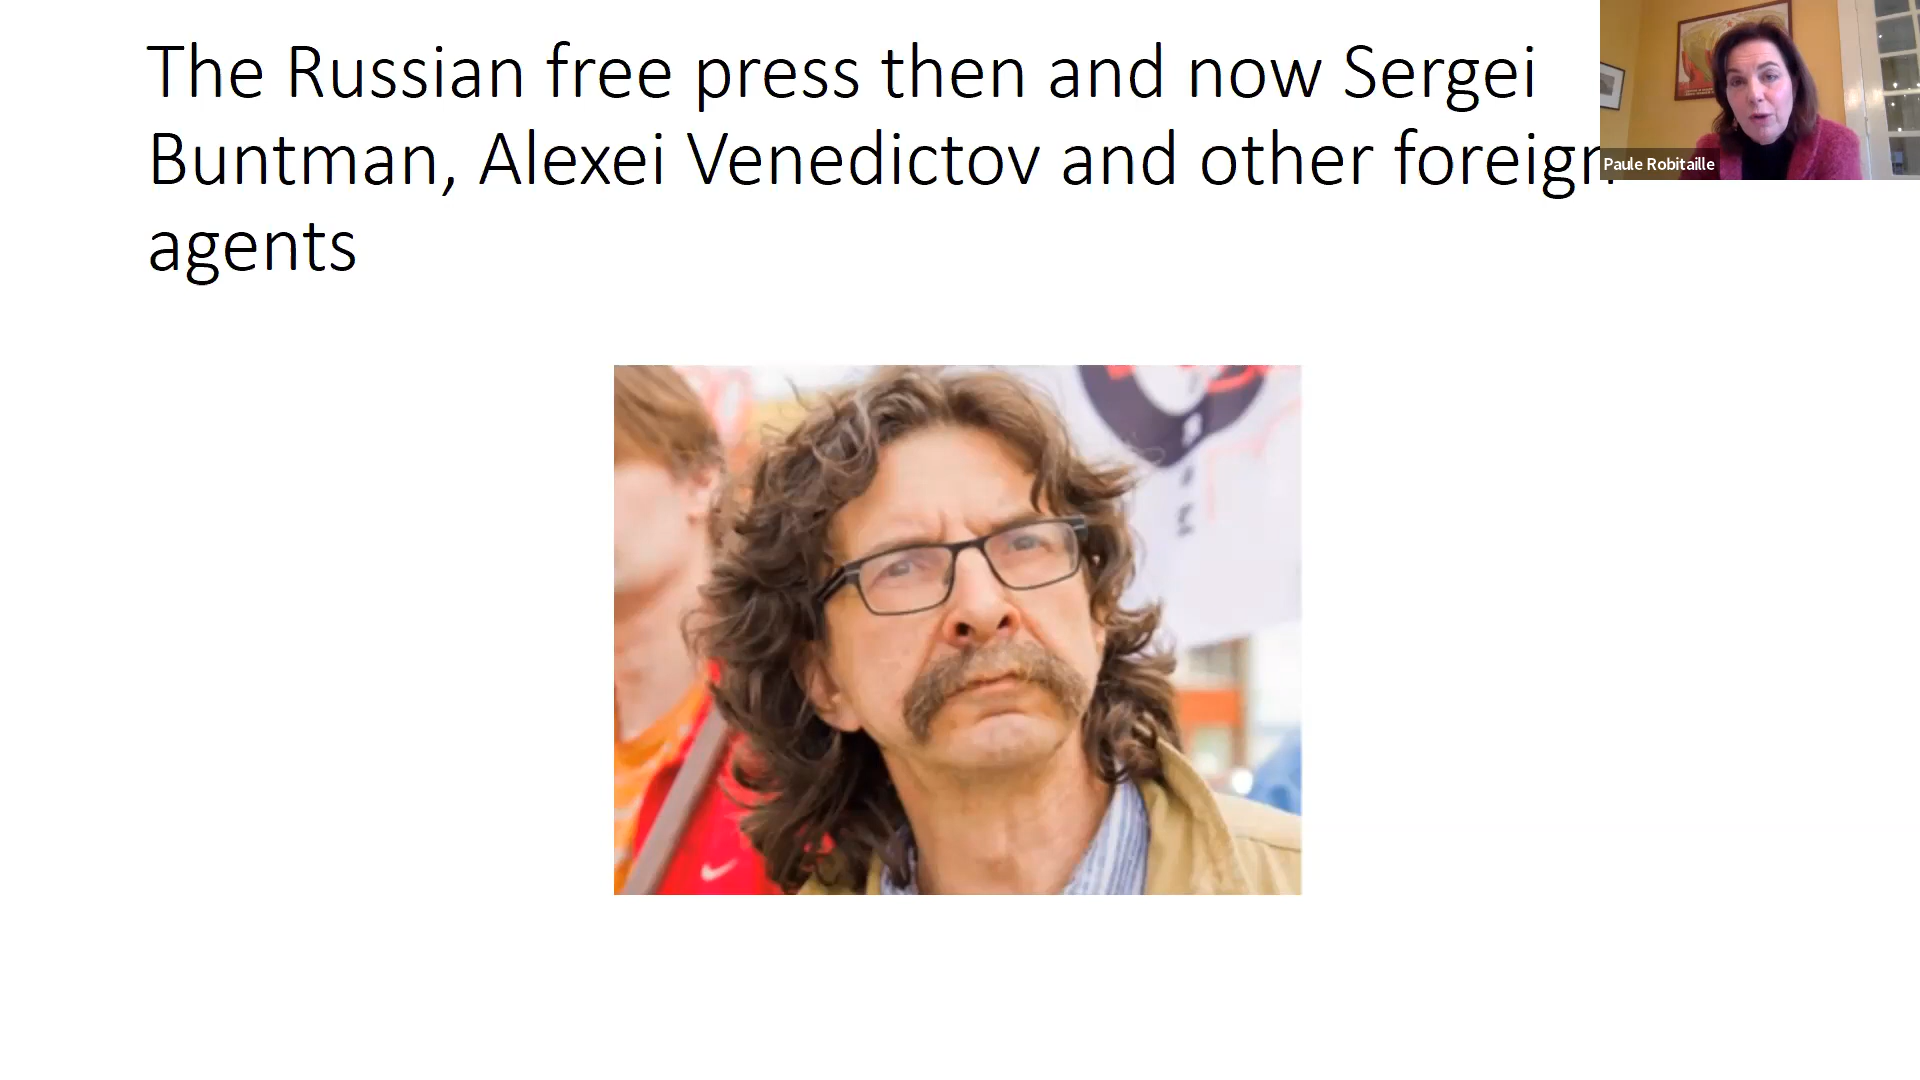 The Russian free press then and now Sergei
Buntman, Alexei Venedictov and other foreign
agents
Paule Robitaille